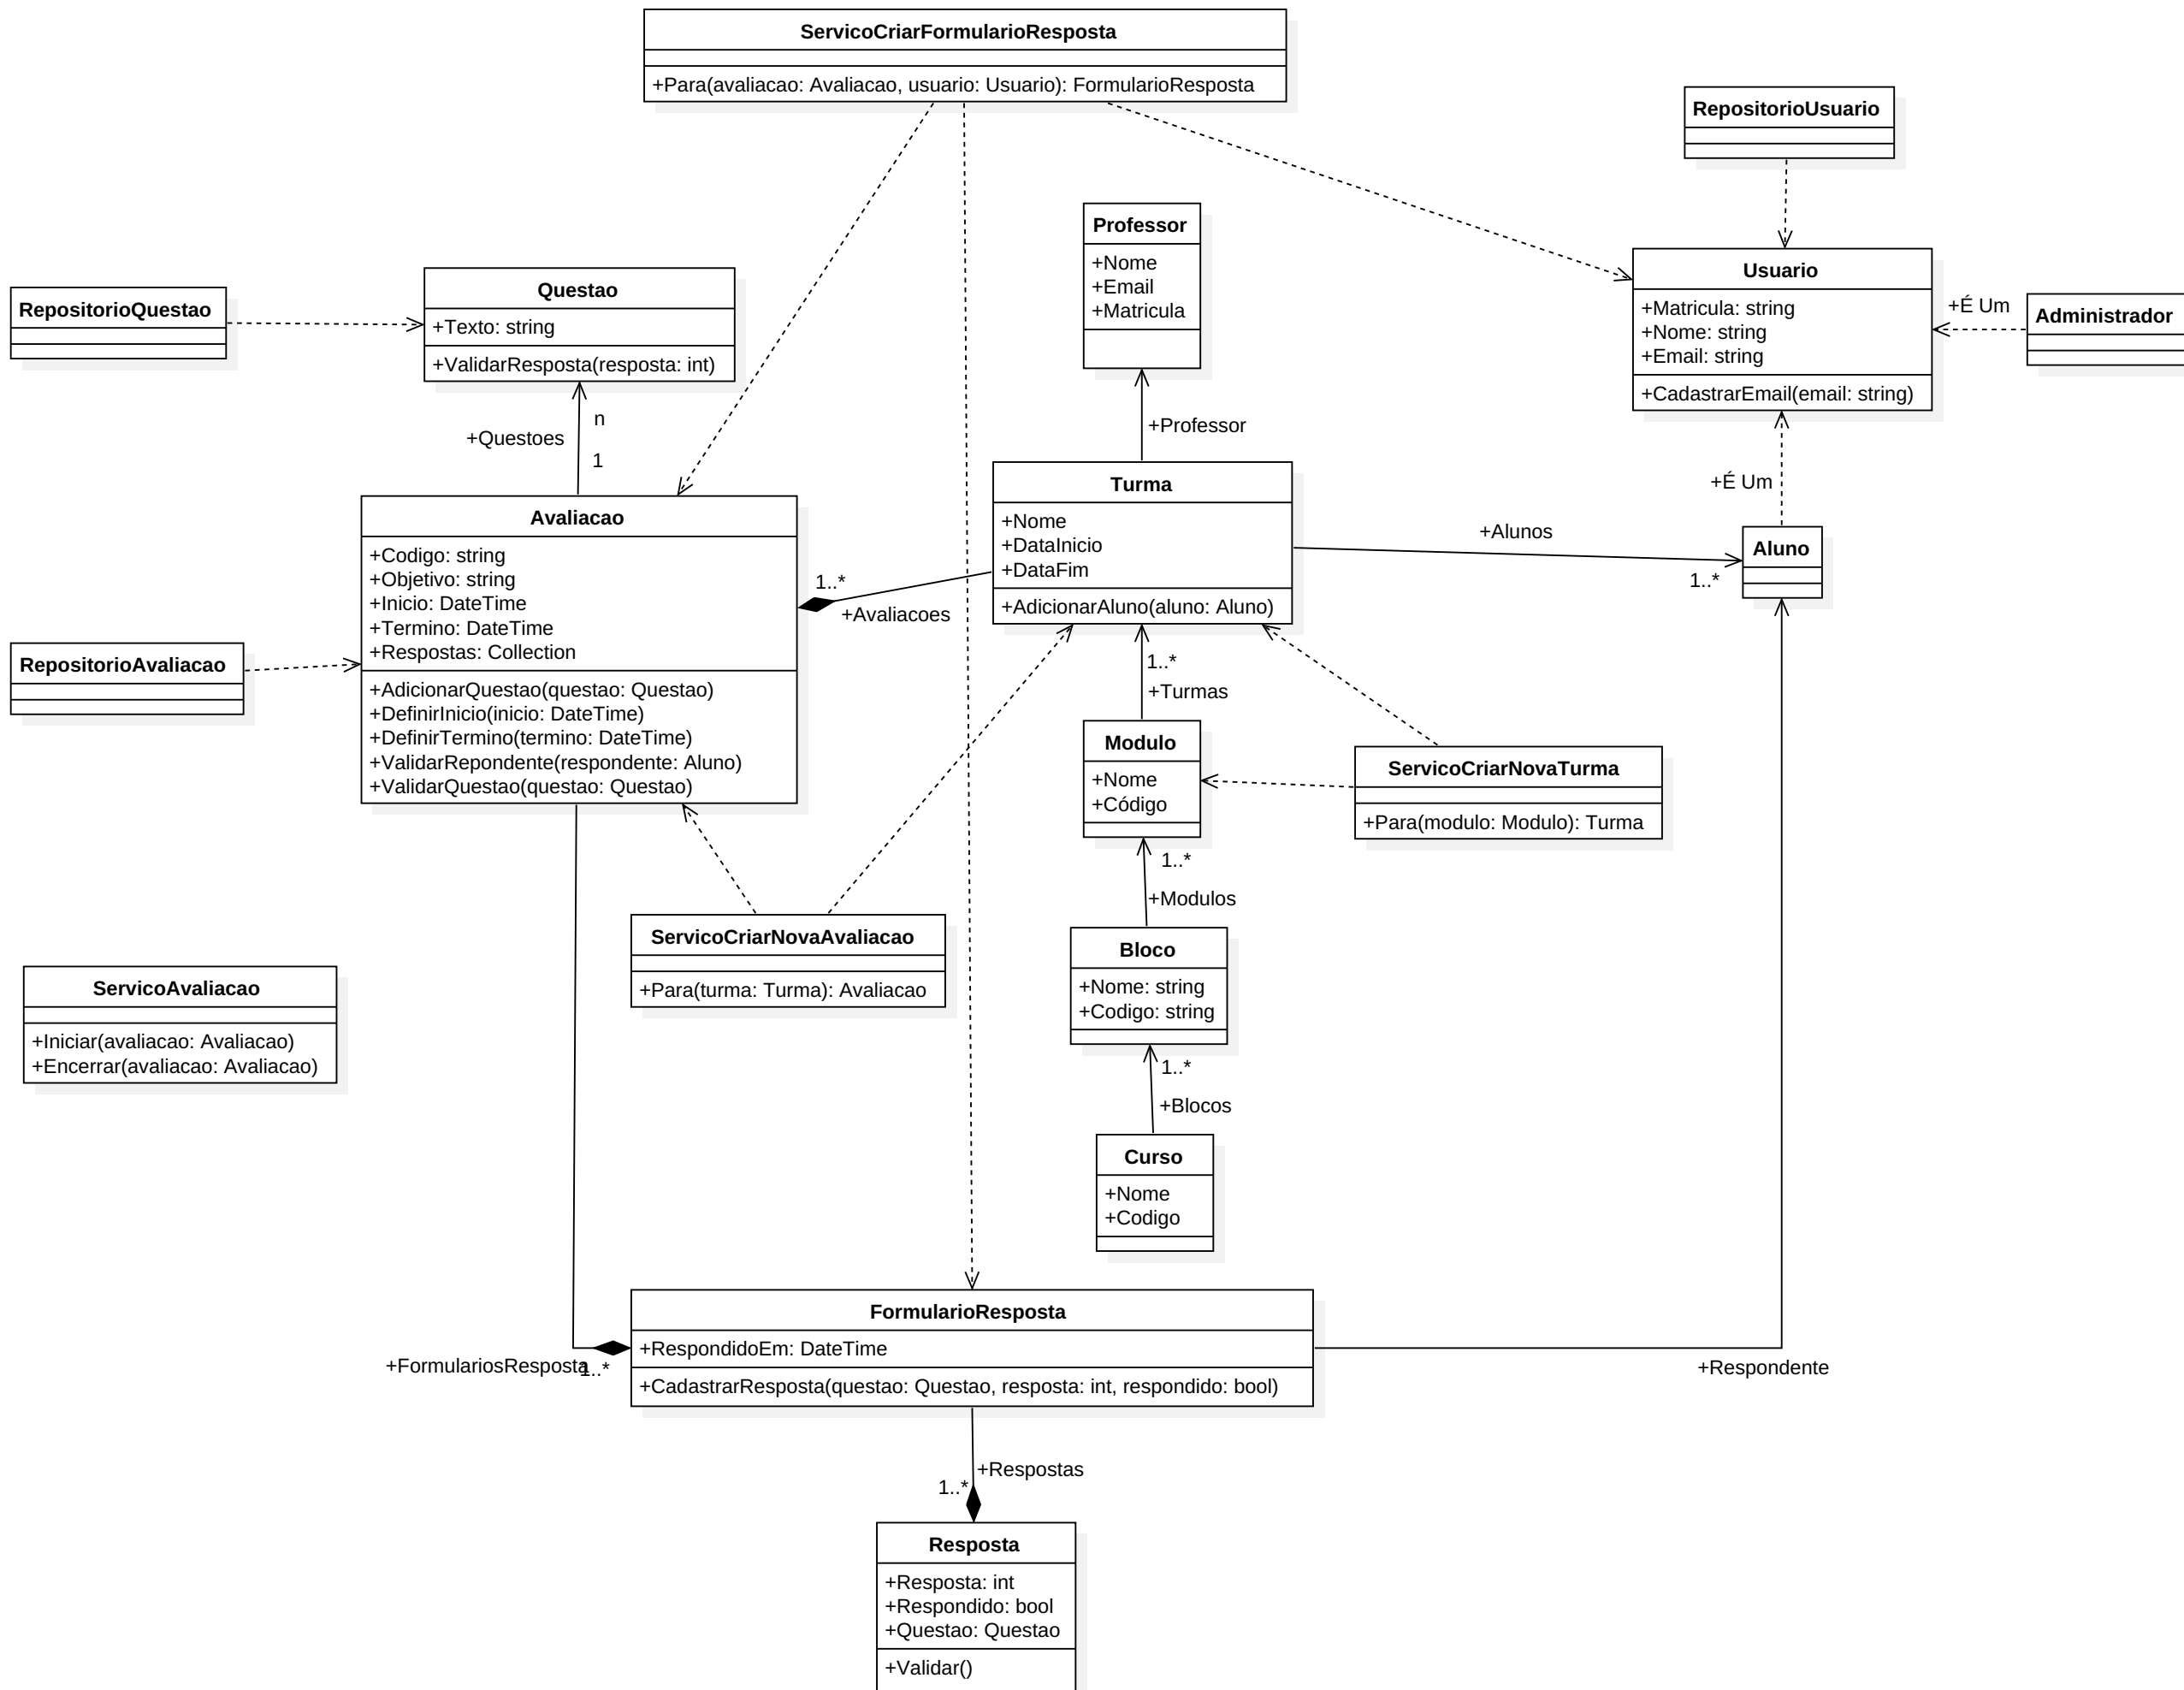 ServicoCriarFormularioResposta
+Para(avaliacao: Avaliacao, usuario: Usuario): FormularioResposta
RepositorioUsuario
Professor
+Nome
+Email
+Matricula
Usuario
+Matricula: string
+Nome: string
+Email: string
+CadastrarEmail(email: string)
+É Um
Administrador
RepositorioQuestao
Questao
+Texto: string
+ValidarResposta(resposta: int)
n
+Questoes
1
+Professor
+É Um
Turma
+Nome
+DataInicio
+DataFim
+AdicionarAluno(aluno: Aluno)
+Alunos
1..*
Aluno
Avaliacao
+Codigo: string
+Objetivo: string
+Inicio: DateTime
+Termino: DateTime
+Respostas: Collection
+AdicionarQuestao(questao: Questao)
+DefinirInicio(inicio: DateTime)
+DefinirTermino(termino: DateTime)
+ValidarRepondente(respondente: Aluno)
+ValidarQuestao(questao: Questao)
1..*
+Avaliacoes
RepositorioAvaliacao
1..*
+Turmas
Modulo
+Nome
+Código
ServicoCriarNovaTurma
+Para(modulo: Modulo): Turma
1..*
+Modulos
ServicoCriarNovaAvaliacao
+Para(turma: Turma): Avaliacao
Bloco
+Nome: string
+Codigo: string
ServicoAvaliacao
+Iniciar(avaliacao: Avaliacao)
+Encerrar(avaliacao: Avaliacao)
1..*
+Blocos
Curso
+Nome
+Codigo
FormularioResposta
+RespondidoEm: DateTime
+CadastrarResposta(questao: Questao, resposta: int, respondido: bool)
+FormulariosResposta
1..*
+Respondente
+Respostas
1..*
Resposta
+Resposta: int
+Respondido: bool
+Questao: Questao
+Validar()